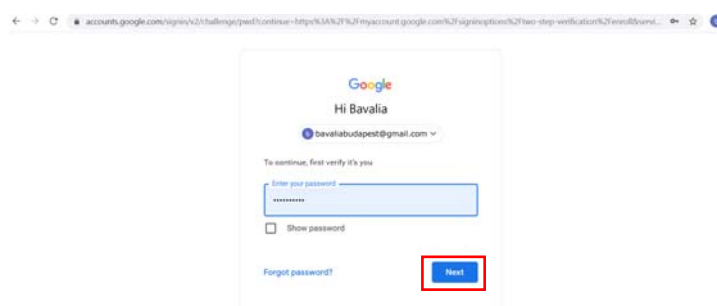 accounts.google.com/signin/v2/challenge/pwd?continue=https%3A%2F%2Fmyaccount.google.com%2Fsigninoptions%2Ftwo-step-verification%2Fenroll&servi...
Google
Hi Bavalia
bavaliabudapest@gmail.com
To continue, first verify it's you
Enter your password
••••••••••
Show password
Forgot password?
Next